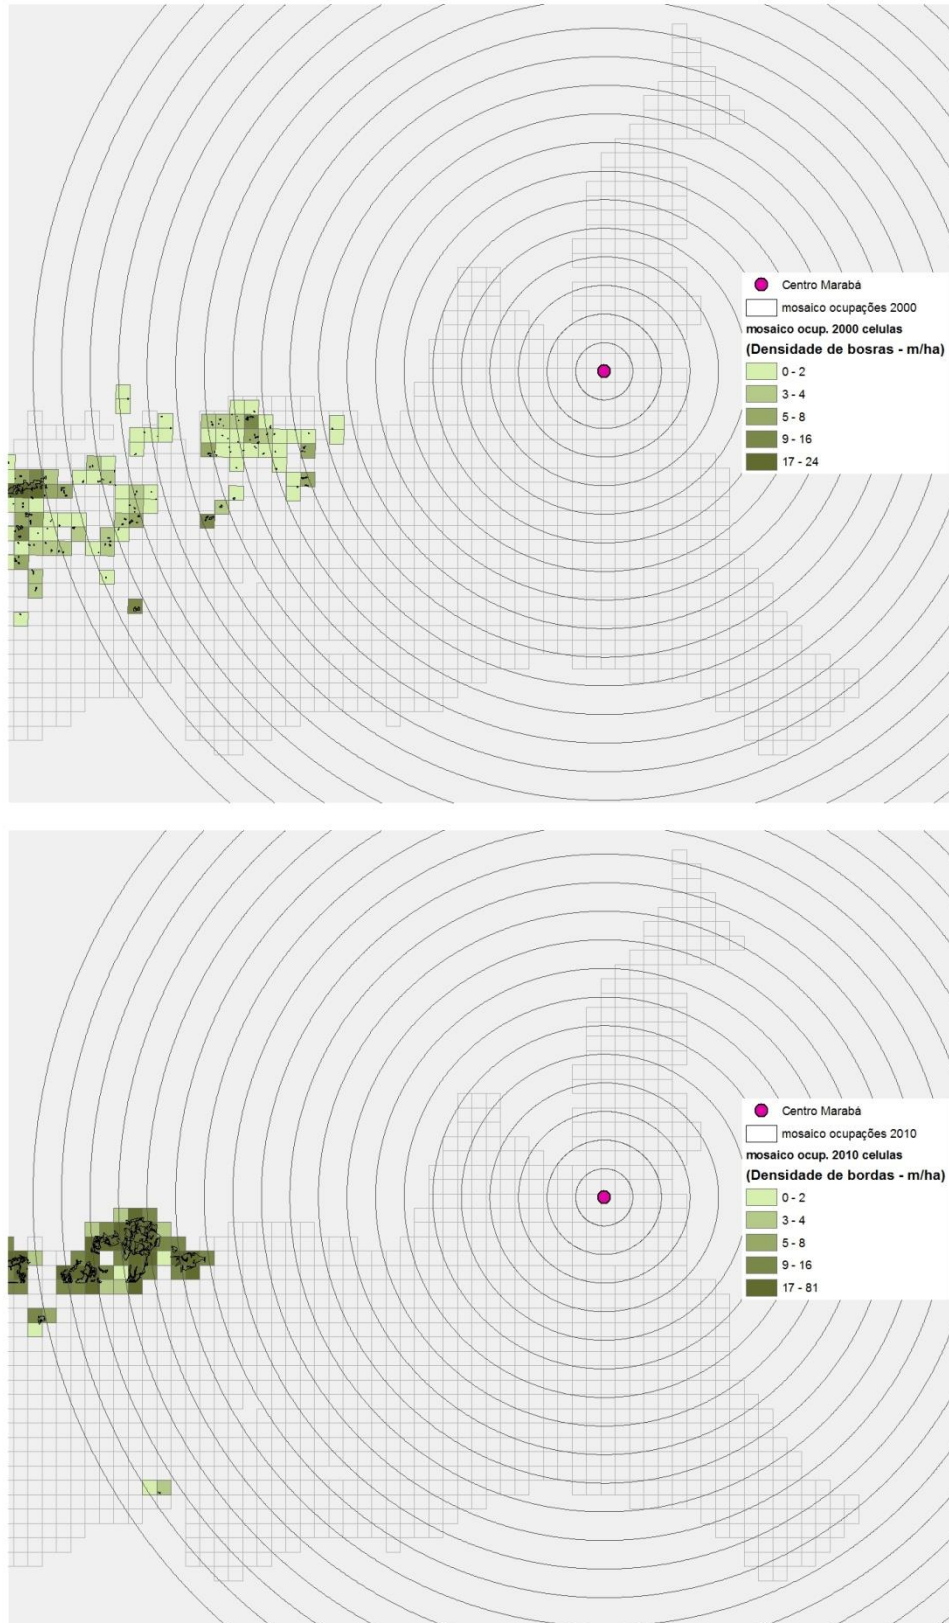 Centro Marabá
mosaico ocupações 2000
mosaico ocup. 2000 celulas
(Densidade de bosras - m/ha)
0 - 2
3 - 4
5 - 8
9 - 16
17 - 24
Centro Marabá
mosaico ocupações 2010
mosaico ocup. 2010 celulas
(Densidade de bordas - m/ha)
0 - 2
3 - 4
5 - 8
9 - 16
17 - 81